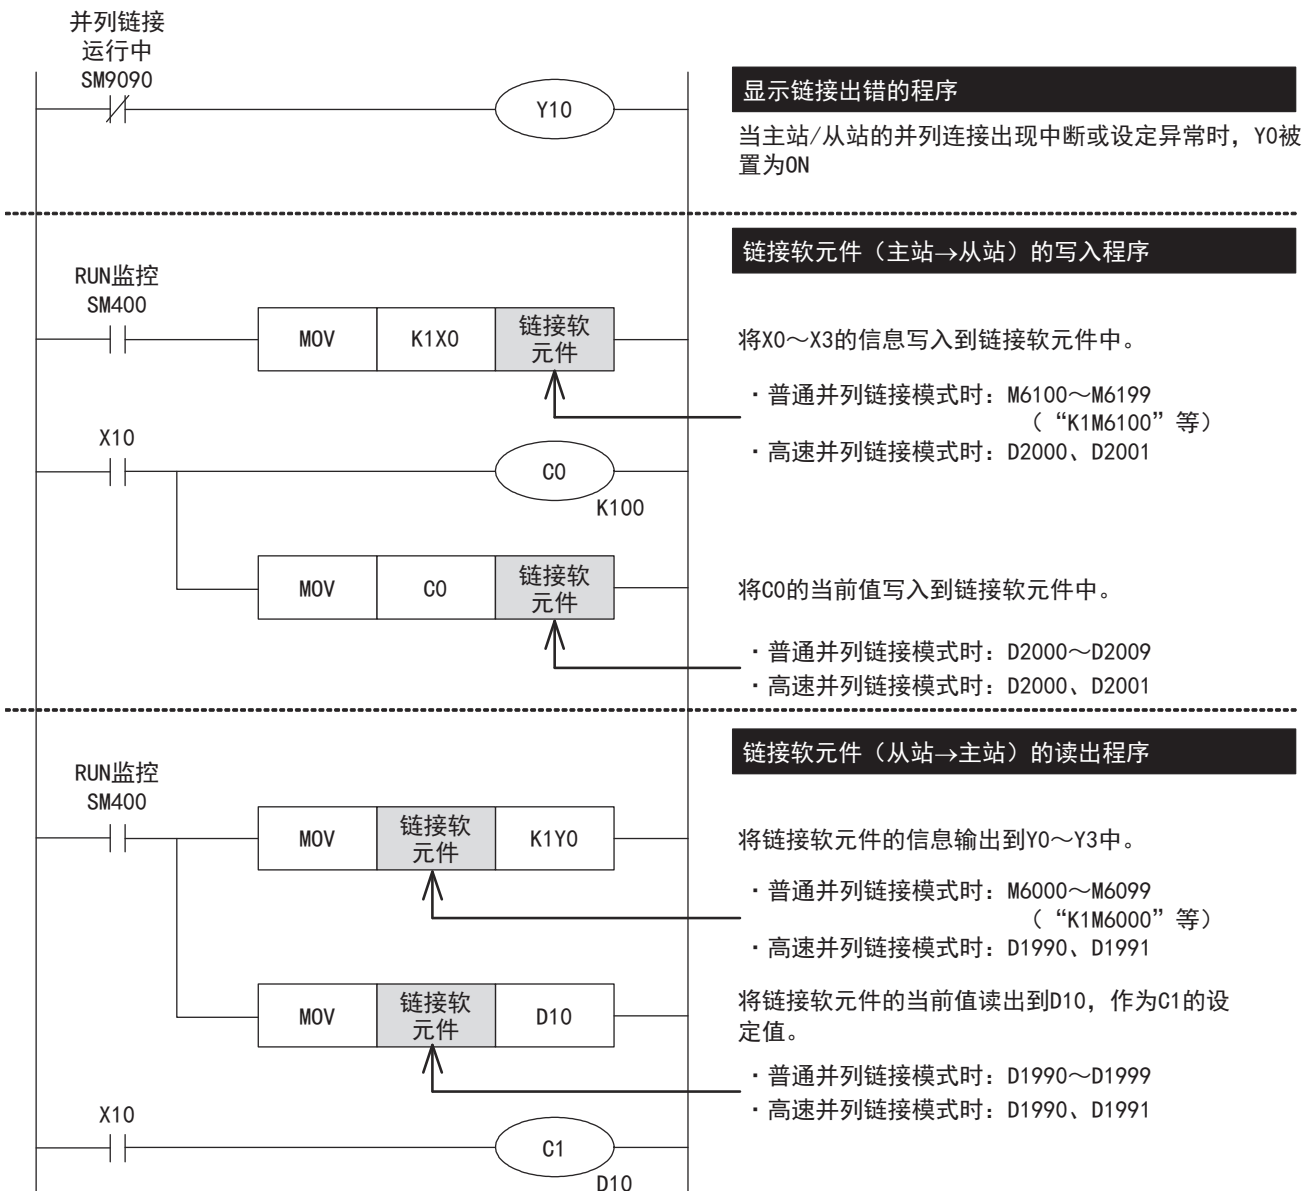 并列链接
运行中
SM9090
Y10
显示链接出错的程序
当主站/从站的并列连接出现中断或设定异常时，Y0被
置为ON
链接软元件（主站→从站）的写入程序
RUN监控
SM400
MOV
K1X0
链接软
元件
将X0～X3的信息写入到链接软元件中。
・普通并列链接模式时：M6100～M6199
（“K1M6100”等）
・高速并列链接模式时：D2000、D2001
X10
C0
K100
MOV
C0
链接软
元件
将C0的当前值写入到链接软元件中。
・普通并列链接模式时：D2000～D2009
・高速并列链接模式时：D2000、D2001
链接软元件（从站→主站）的读出程序
RUN监控
SM400
MOV
链接软
元件
K1Y0
将链接软元件的信息输出到Y0～Y3中。
・普通并列链接模式时：M6000～M6099
（“K1M6000”等）
・高速并列链接模式时：D1990、D1991
MOV
链接软
元件
D10
将链接软元件的当前值读出到D10，作为C1的设
定值。
・普通并列链接模式时：D1990～D1999
・高速并列链接模式时：D1990、D1991
X10
C1
D10